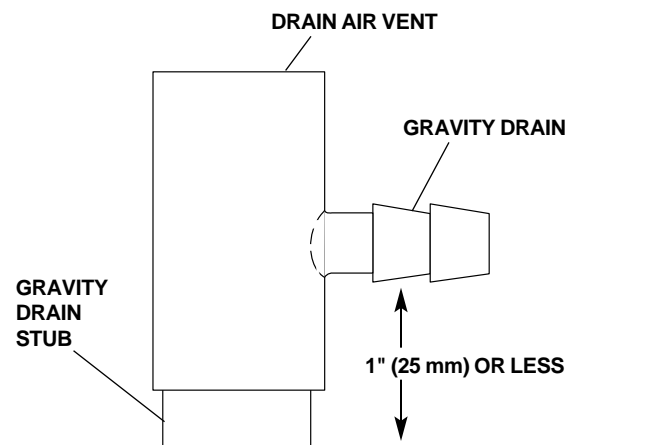 DRAIN AIR VENT
GRAVITY DRAIN
GRAVITY
DRAIN
STUB
1" (25 mm) OR LESS